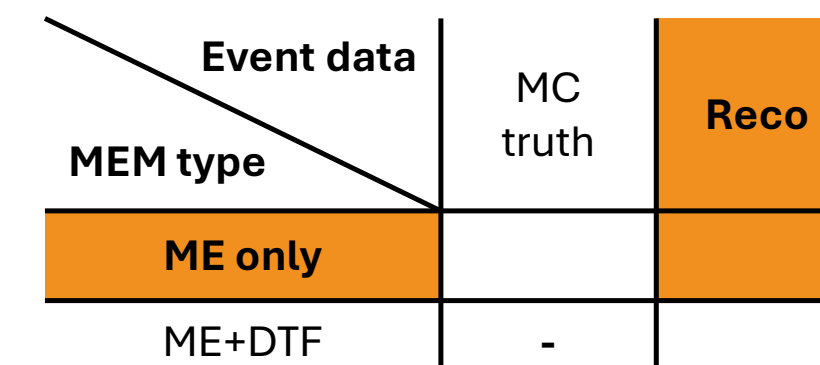 Event data
MEM type
MC
truth
Reco
ME only
ME+DTF
-